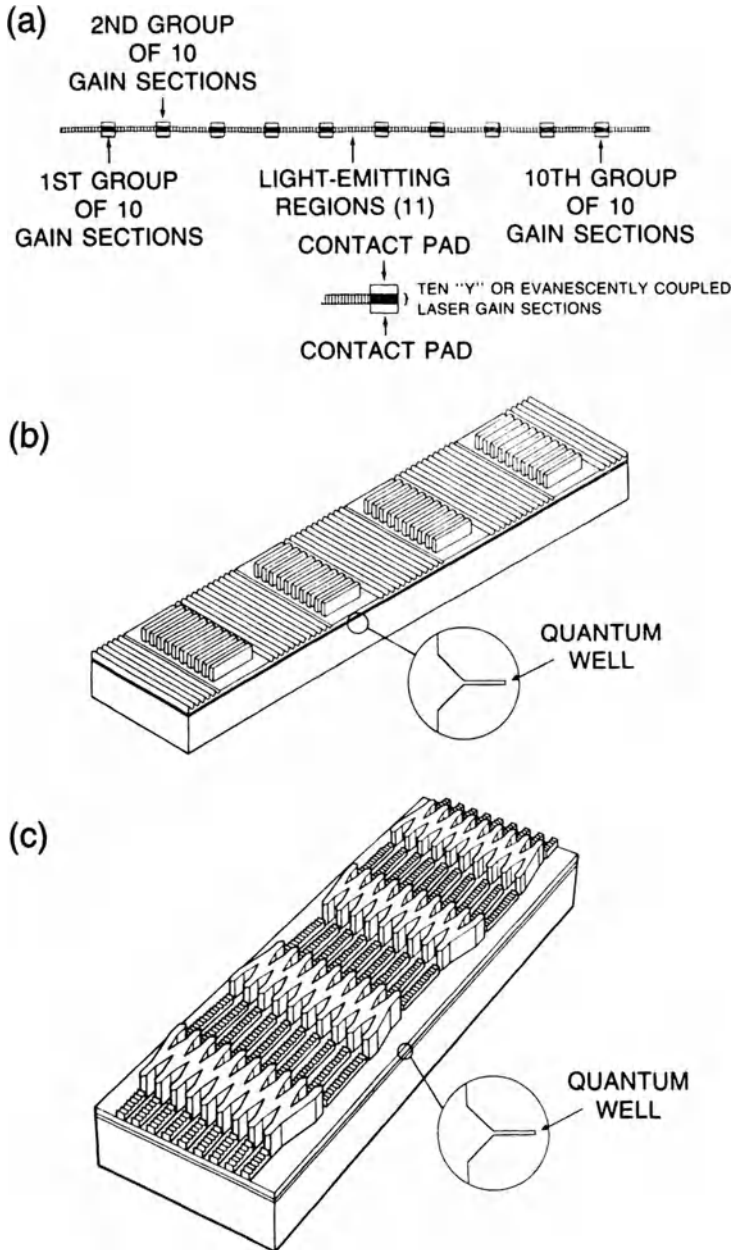 (a)
2ND GROUP
OF 10
GAIN SECTIONS
1ST GROUP
OF 10
GAIN SECTIONS
LIGHT-EMITTING
REGIONS (11)
10TH GROUP
OF 10
GAIN SECTIONS
CONTACT PAD
TEN "Y" OR EVANESCENTLY COUPLED
LASER GAIN SECTIONS
CONTACT PAD
(b)
QUANTUM
WELL
(c)
QUANTUM
WELL